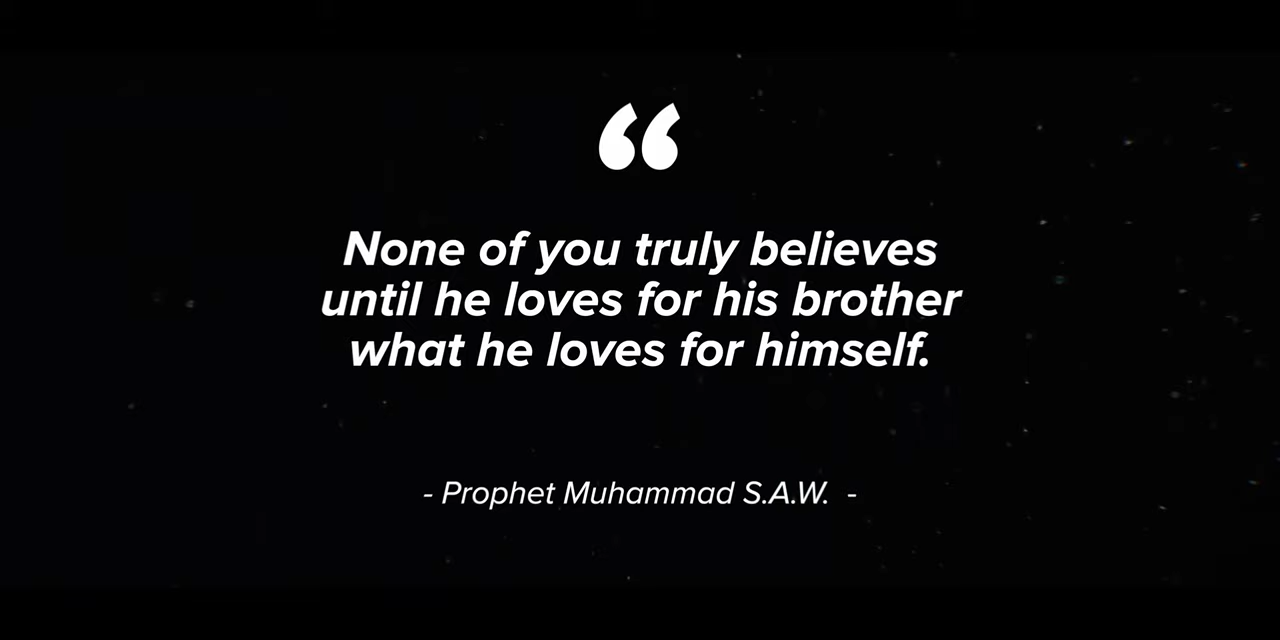 “
None of you truly believes
until he loves for his brother
what he loves for himself.
- Prophet Muhammad S.A.W. -